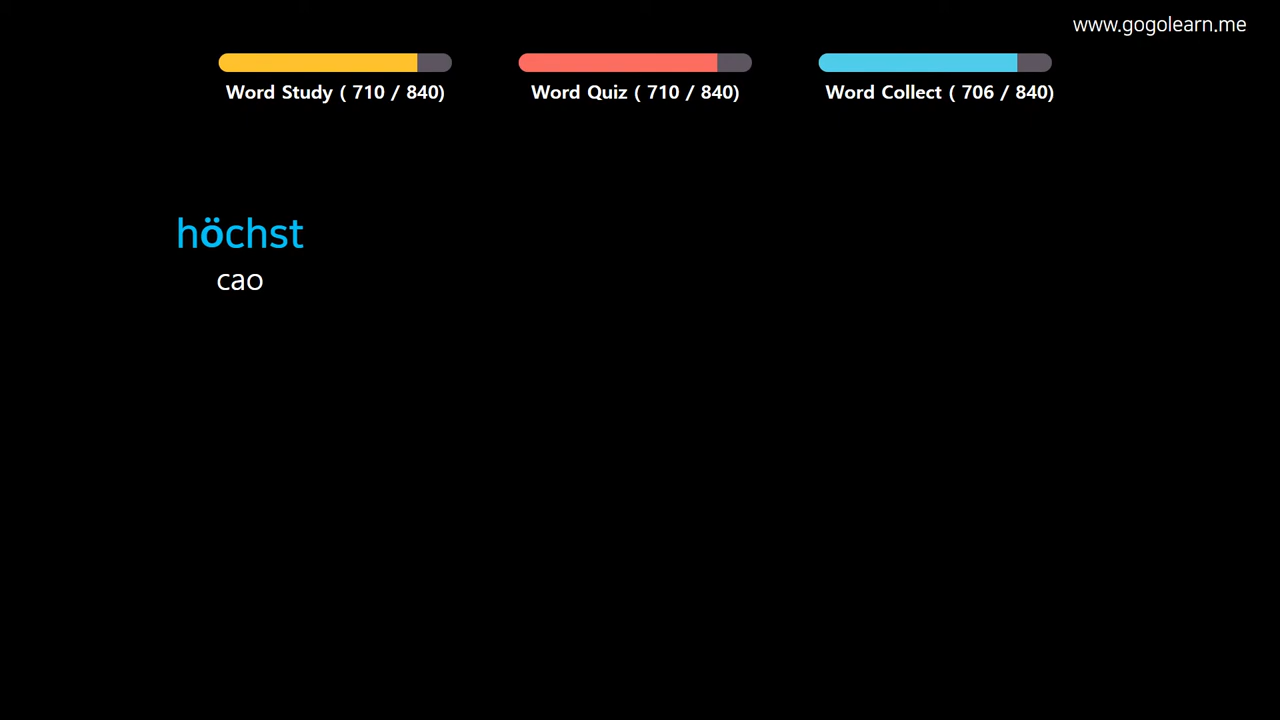 www.gogolearn.me
Word Study ( 710 / 840)
Word Quiz ( 710 / 840)
Word Collect ( 706 / 840)
höchst
cao